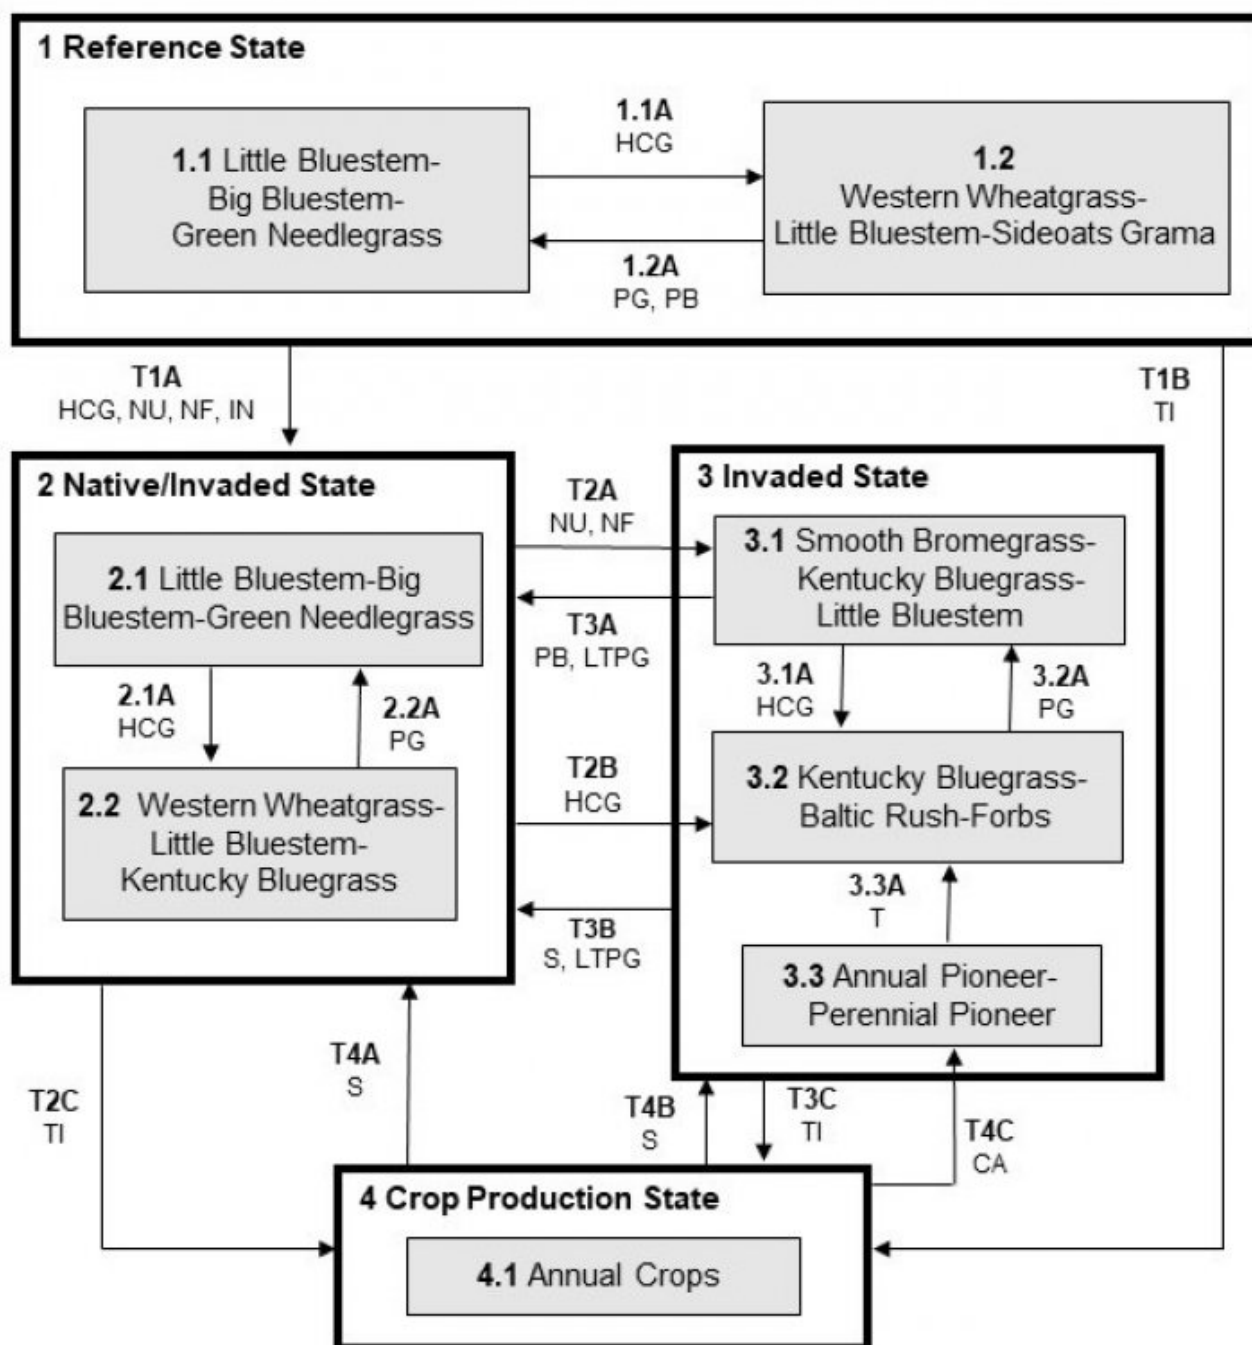 1 Reference State
1.1 Little Bluestem-
Big Bluestem-
Green Needlegrass
1.1A
HCG
1.2
Western Wheatgrass-
Little Bluestem-Sideoats Grama
1.2A
PG, PB
T1A
HCG, NU, NF, IN
T1B
TI
2 Native/Invaded State
2.1 Little Bluestem-Big
Bluestem-Green Needlegrass
2.1A
HCG
2.2A
PG
2.2 Western Wheatgrass-
Little Bluestem-
Kentucky Bluegrass
T2A
NU, NF
T3A
PB, LTPG
T2B
HCG
T3B
S, LTPG
3 Invaded State
3.1 Smooth Bromegrass-
Kentucky Bluegrass-
Little Bluestem
3.1A
HCG
3.2A
PG
3.2 Kentucky Bluegrass-
Baltic Rush-Forbs
3.3A
T
3.3 Annual Pioneer-
Perennial Pioneer
T2C
TI
T4A
S
T4B
S
T3C
TI
T4C
CA
4 Crop Production State
4.1 Annual Crops